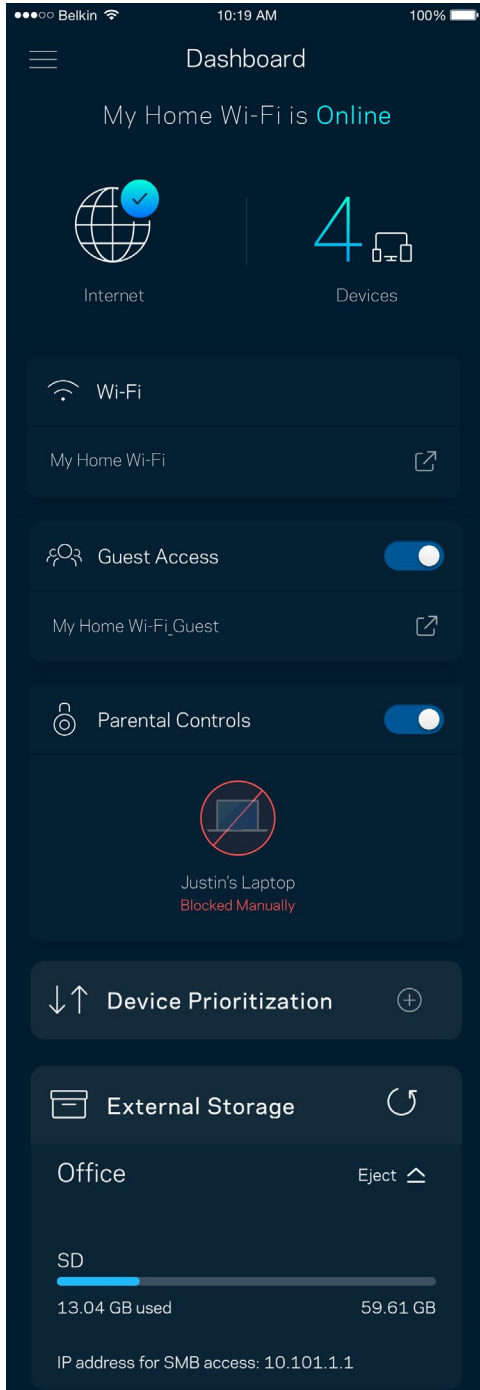 Belkin 10:19 AM 100%
Dashboard
My Home Wi-Fi is Online
4
Internet Devices
Wi-Fi
My Home Wi-Fi
Guest Access
My Home Wi-Fi_Guest
Parental Controls
Justin's Laptop
Blocked Manually
Device Prioritization
External Storage
Office Eject
SD
13.04 GB used 59.61 GB
IP address for SMB access: 10.101.1.1